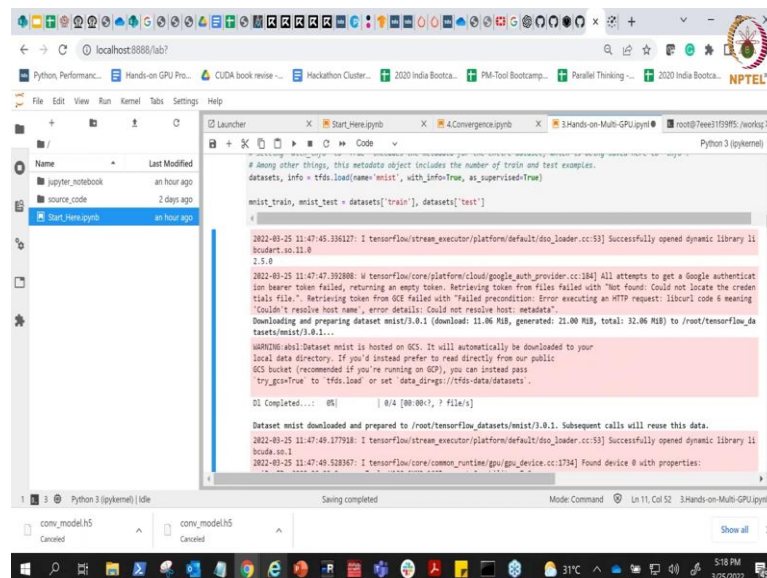 localhost:8888/lab?
Python, Performanc... Hands-on GPU Pro... CUDA book revise -... Hackathon Cluster... 2020 India Bootca... PM-Tool Bootcamp... Parallel Thinking -... 2020 India Bootca...
NPTEL
File Edit View Run Kernel Tabs Settings Help
Launcher Start_Here.ipynb 4.Convergence.ipynb 3.Hands-on-Multi-GPU.ipynb root@7eee31f39ff5: /worksp
Code Python 3 (ipykernel)
/
Name Last Modified
jupyter_notebook an hour ago
source_code 2 days ago
Start_Here.ipynb an hour ago
# Among other things, this metadata object includes the number of train and test examples.
datasets, info = tfds.load(name='mnist', with_info=True, as_supervised=True)
mnist_train, mnist_test = datasets['train'], datasets['test']
2022-03-25 11:47:45.336127: I tensorflow/stream_executor/platform/default/dso_loader.cc:53] Successfully opened dynamic library li
bcudart.so.11.0
2.5.0
2022-03-25 11:47:47.392808: W tensorflow/core/platform/cloud/google_auth_provider.cc:184] All attempts to get a Google authenticat
ion bearer token failed, returning an empty token. Retrieving token from files failed with "Not found: Could not locate the creden
tials file.". Retrieving token from GCE failed with "Failed precondition: Error executing an HTTP request: libcurl code 6 meaning
'Couldn't resolve host name', error details: Could not resolve host: metadata".
Downloading and preparing dataset mnist/3.0.1 (download: 11.06 MiB, generated: 21.00 MiB, total: 32.06 MiB) to /root/tensorflow_da
tasets/mnist/3.0.1...
WARNING:absl:Dataset mnist is hosted on GCS. It will automatically be downloaded to your
local data directory. If you'd instead prefer to read directly from our public
GCS bucket (recommended if you're running on GCP), you can instead pass
`try_gcs=True` to `tfds.load` or set `data_dir=gs://tfds-data/datasets`.
Dl Completed...: 0%| | 0/4 [00:00<?, ? file/s]
Dataset mnist downloaded and prepared to /root/tensorflow_datasets/mnist/3.0.1. Subsequent calls will reuse this data.
2022-03-25 11:47:49.177918: I tensorflow/stream_executor/platform/default/dso_loader.cc:53] Successfully opened dynamic library li
bcuda.so.1
2022-03-25 11:47:49.528367: I tensorflow/core/common_runtime/gpu/gpu_device.cc:1734] Found device 0 with properties:
1 3 Python 3 (ipykernel) | Idle Saving completed Mode: Command Ln 11, Col 52 3.Hands-on-Multi-GPU.ipynb
conv_model.h5 conv_model.h5 Show all
Canceled Canceled
31°C 5:18 PM
3/25/2022